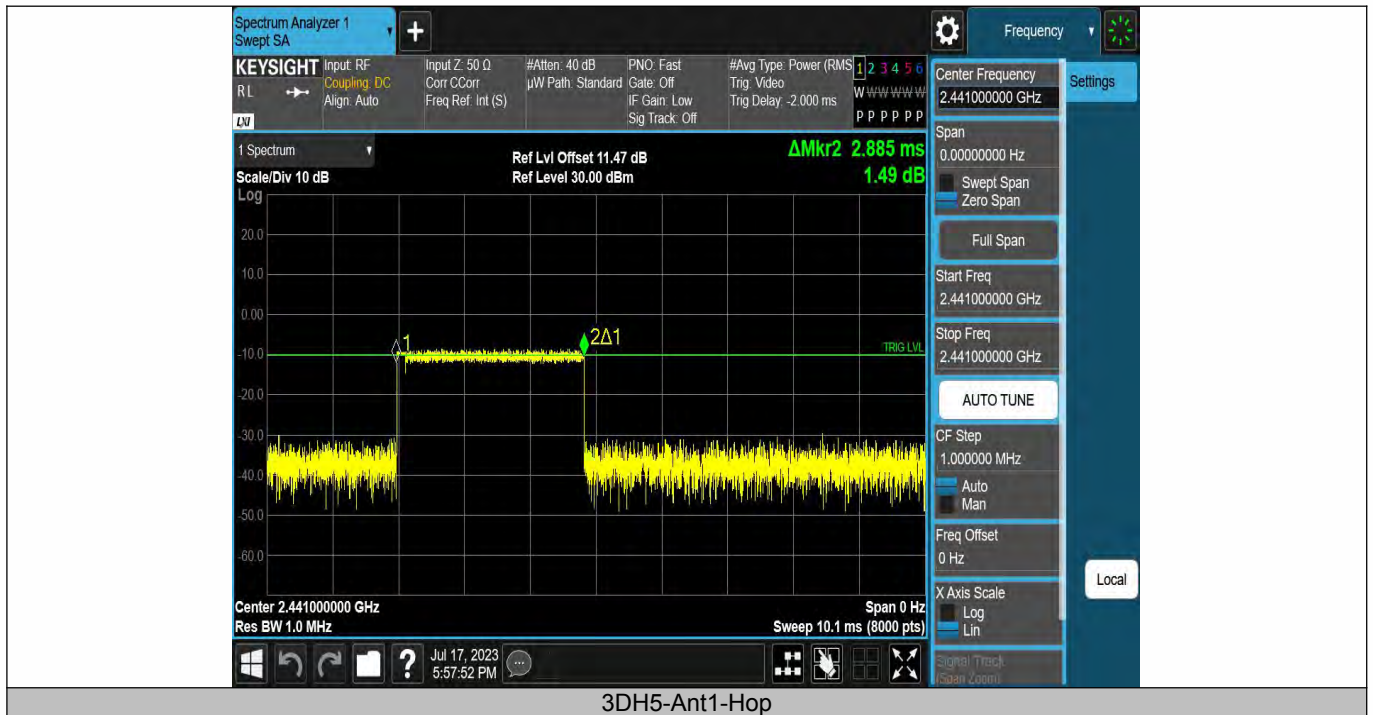 Spectrum Analyzer 1
Swept SA
+
Frequency
KEYSIGHT
RL
LXI
Input: RF
Coupling: DC
Align: Auto
Input Z: 50 Ω
Corr CCorr
Freq Ref: Int (S)
#Atten: 40 dB
µW Path: Standard
PNO: Fast
Gate: Off
IF Gain: Low
Sig Track: Off
#Avg Type: Power (RMS
Trig: Video
Trig Delay: -2.000 ms
1 2 3 4 5 6
W W W W W W
P P P P P P
1 Spectrum
Scale/Div 10 dB
Log
Ref Lvl Offset 11.47 dB
Ref Level 30.00 dBm
ΔMkr2 2.885 ms
1.49 dB
20.0
10.0
0.00
-10.0
-20.0
-30.0
-40.0
-50.0
-60.0
1
2Δ1
TRIG LVL
Center 2.441000000 GHz
Res BW 1.0 MHz
Span 0 Hz
Sweep 10.1 ms (8000 pts)
Center Frequency
2.441000000 GHz
Settings
Span
0.00000000 Hz
Swept Span
Zero Span
Full Span
Start Freq
2.441000000 GHz
Stop Freq
2.441000000 GHz
AUTO TUNE
CF Step
1.000000 MHz
Auto
Man
Freq Offset
0 Hz
X Axis Scale
Log
Lin
Signal Track
(Span Zoom)
Local
?
Jul 17, 2023
5:57:52 PM
3DH5-Ant1-Hop